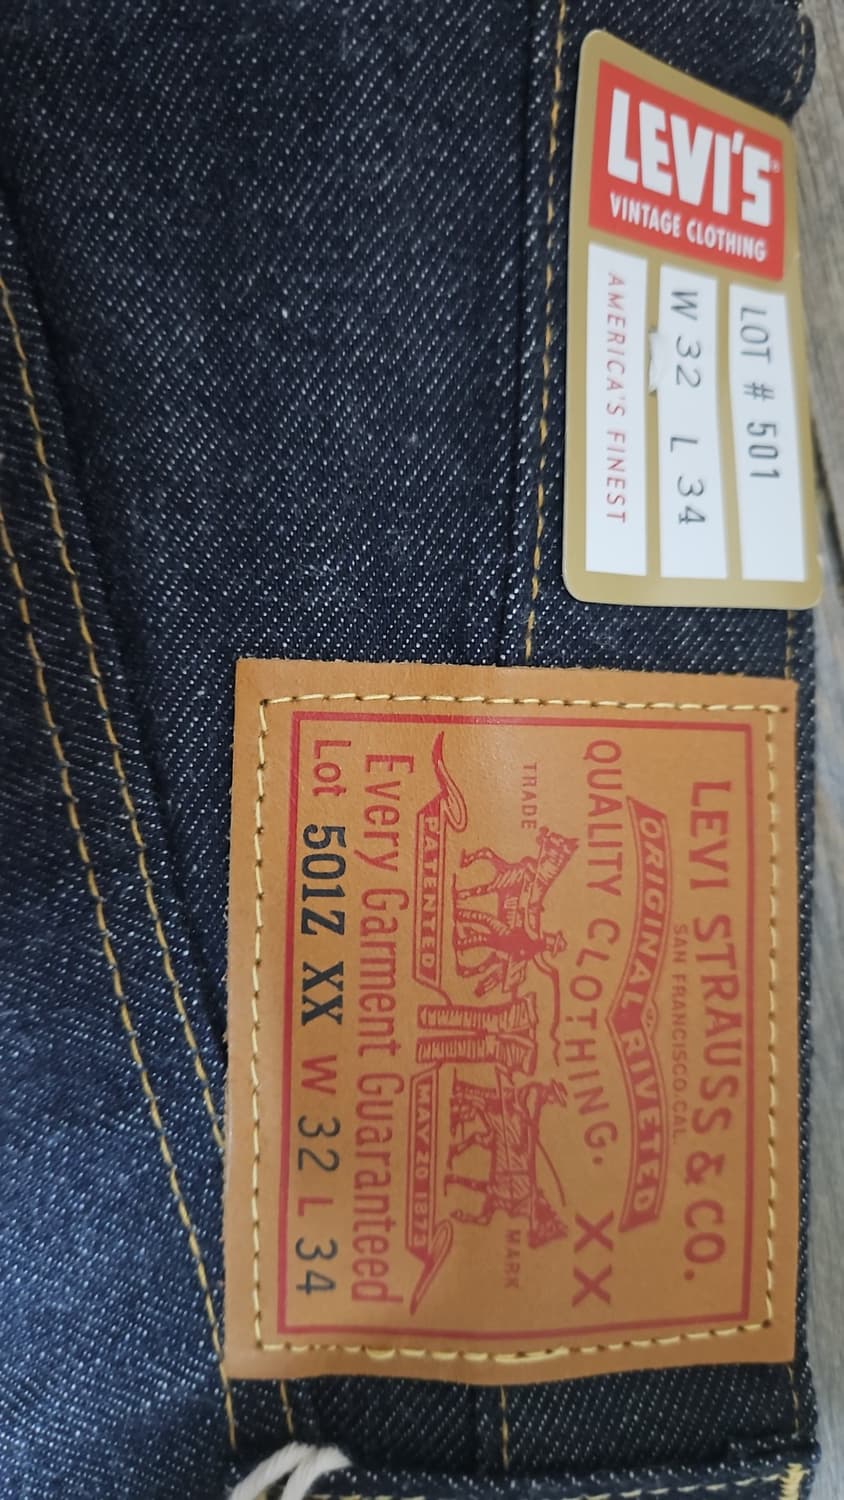 LEVI'S®
VINTAGE CLOTHING
LOT # 501
W 32 L 34
AMERICA'S FINEST
LEVI STRAUSS & CO.
SAN FRANCISCO, CAL.
ORIGINAL RIVETED
QUALITY CLOTHING. XX
TRADE MARK
PATENTED MAY 20 1873
Every Garment Guaranteed
Lot 501Z XX W 32 L 34